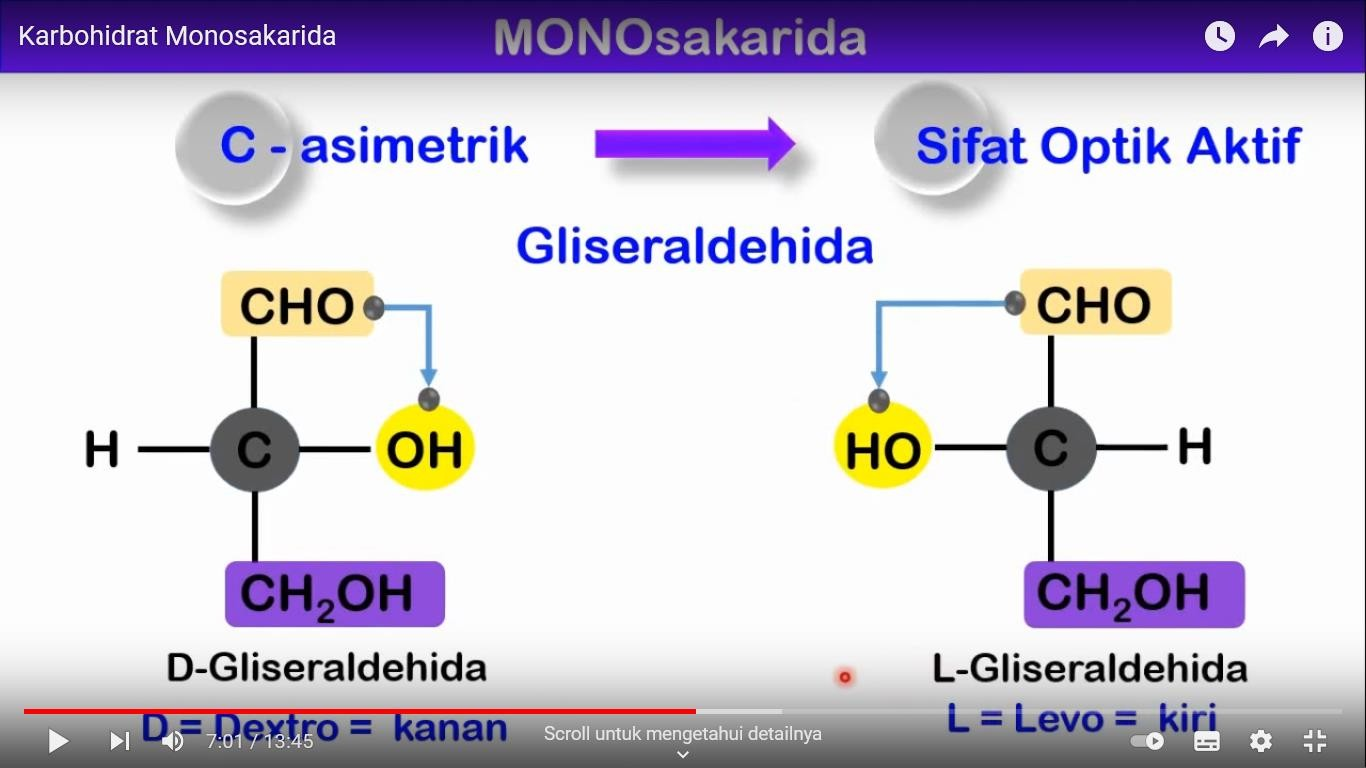 Karbohidrat Monosakarida
MONOsakarida
C - asimetrik
Sifat Optik Aktif
Gliseraldehida
CHO
CHO
H
C
OH
HO
C
H
CH₂OH
CH₂OH
D-Gliseraldehida
L-Gliseraldehida
D = Dextro = kanan
L = Levo = kiri
7:01 / 13:45
Scroll untuk mengetahui detailnya